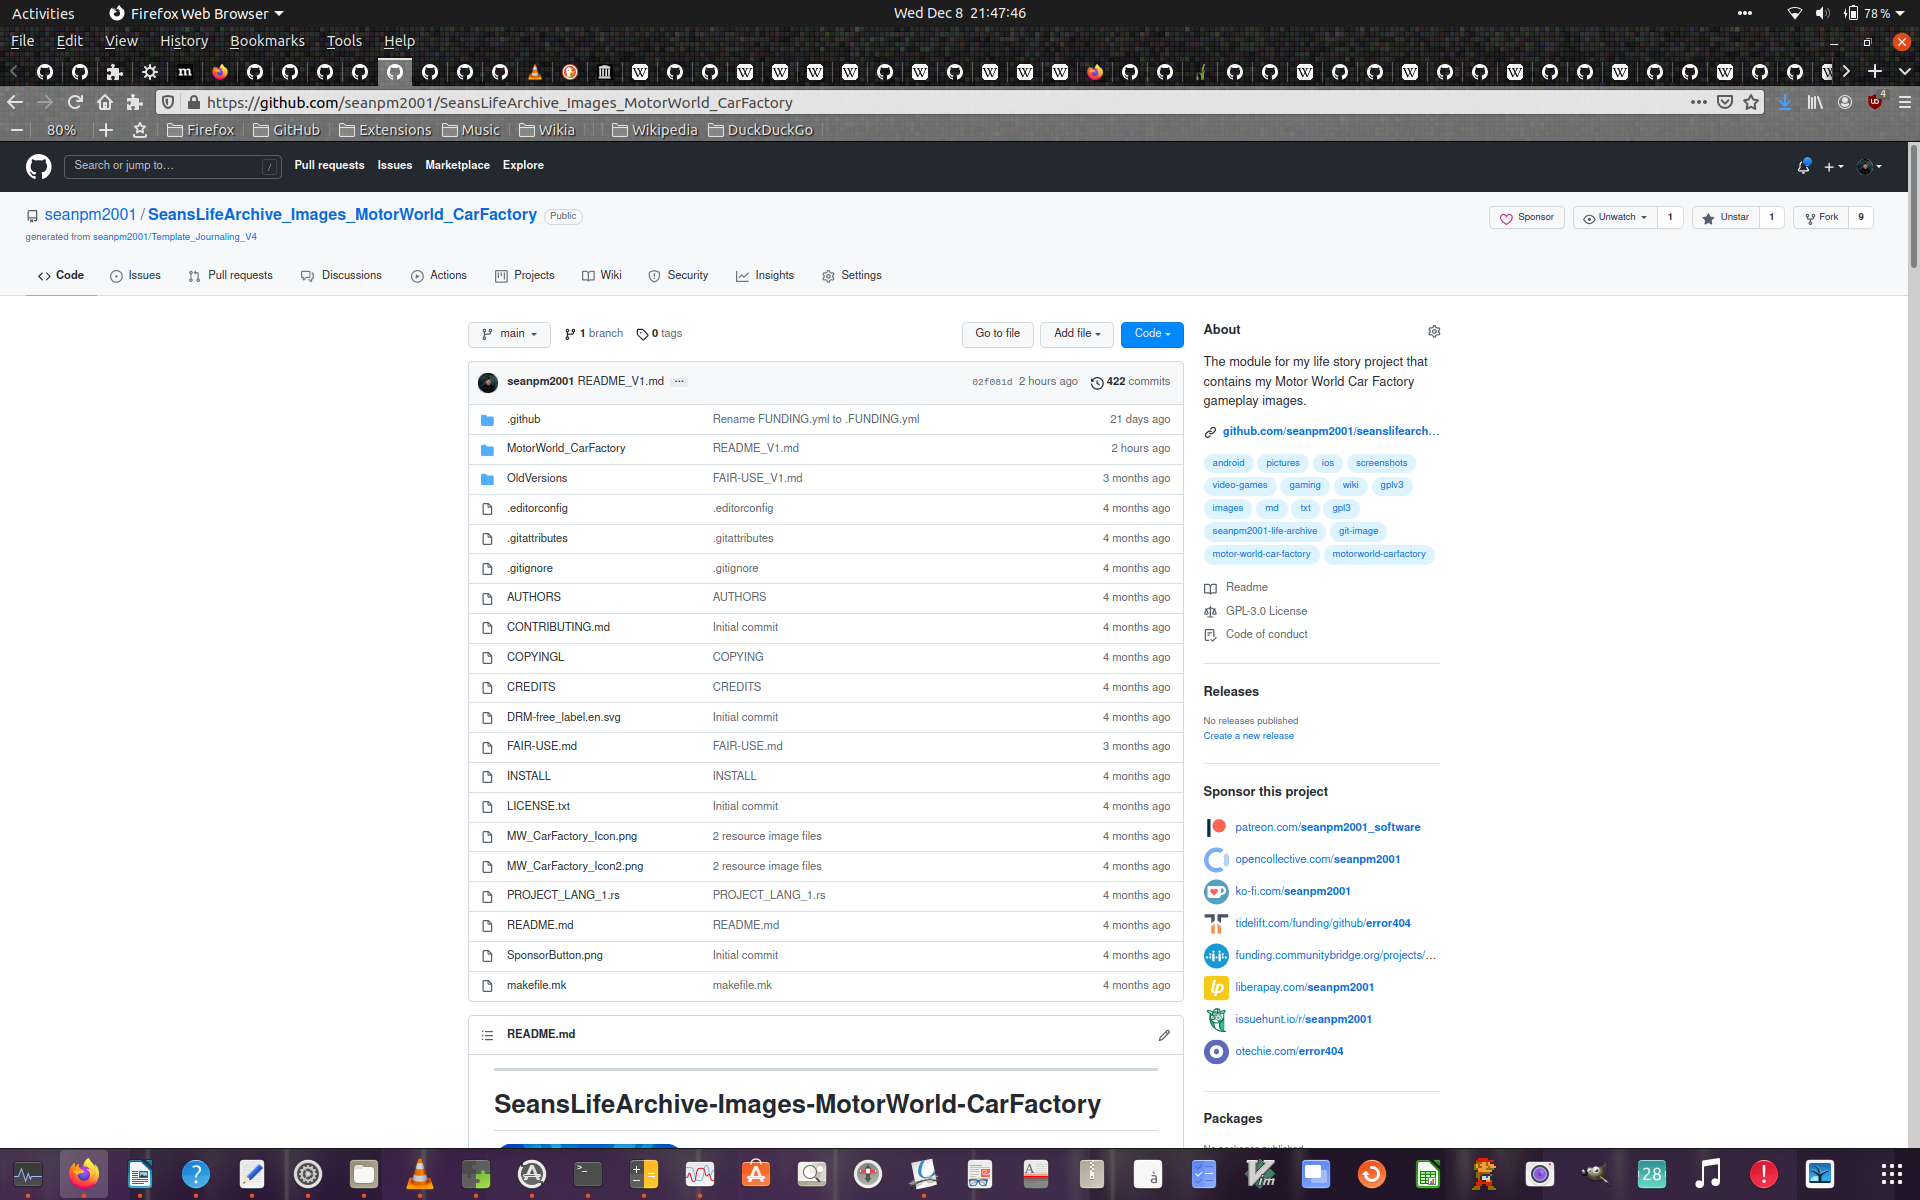 Activities Firefox Web Browser Wed Dec 8 21:47:46 78%
File Edit View History Bookmarks Tools Help
https://github.com/seanpm2001/SeansLifeArchive_Images_MotorWorld_CarFactory 4
80% Firefox GitHub Extensions Music Wikia Wikipedia DuckDuckGo
Search or jump to... / Pull requests Issues Marketplace Explore
seanpm2001 / SeansLifeArchive_Images_MotorWorld_CarFactory Public Sponsor Unwatch 1 Unstar 1 Fork 9
generated from seanpm2001/Template_Journaling_V4
Code Issues Pull requests Discussions Actions Projects Wiki Security Insights Settings
main 1 branch 0 tags Go to file Add file Code
seanpm2001 README_V1.md ... 02f081d 2 hours ago 422 commits
.github Rename FUNDING.yml to .FUNDING.yml 21 days ago
MotorWorld_CarFactory README_V1.md 2 hours ago
OldVersions FAIR-USE_V1.md 3 months ago
.editorconfig .editorconfig 4 months ago
.gitattributes .gitattributes 4 months ago
.gitignore .gitignore 4 months ago
AUTHORS AUTHORS 4 months ago
CONTRIBUTING.md Initial commit 4 months ago
COPYINGL COPYING 4 months ago
CREDITS CREDITS 4 months ago
DRM-free_label.en.svg Initial commit 4 months ago
FAIR-USE.md FAIR-USE.md 3 months ago
INSTALL INSTALL 4 months ago
LICENSE.txt Initial commit 4 months ago
MW_CarFactory_Icon.png 2 resource image files 4 months ago
MW_CarFactory_Icon2.png 2 resource image files 4 months ago
PROJECT_LANG_1.rs PROJECT_LANG_1.rs 4 months ago
README.md README.md 4 months ago
SponsorButton.png Initial commit 4 months ago
makefile.mk makefile.mk 4 months ago
README.md
SeansLifeArchive-Images-MotorWorld-CarFactory
About
The module for my life story project that
contains my Motor World Car Factory
gameplay images.
github.com/seanpm2001/seanslifearch...
android pictures ios screenshots
video-games gaming wiki gplv3
images md txt gpl3
seanpm2001-life-archive git-image
motor-world-car-factory motorworld-carfactory
Readme
GPL-3.0 License
Code of conduct
Releases
No releases published
Create a new release
Sponsor this project
patreon.com/seanpm2001_software
opencollective.com/seanpm2001
ko-fi.com/seanpm2001
tidelift.com/funding/github/error404
funding.communitybridge.org/projects/...
liberapay.com/seanpm2001
issuehunt.io/r/seanpm2001
otechie.com/error404
Packages
28